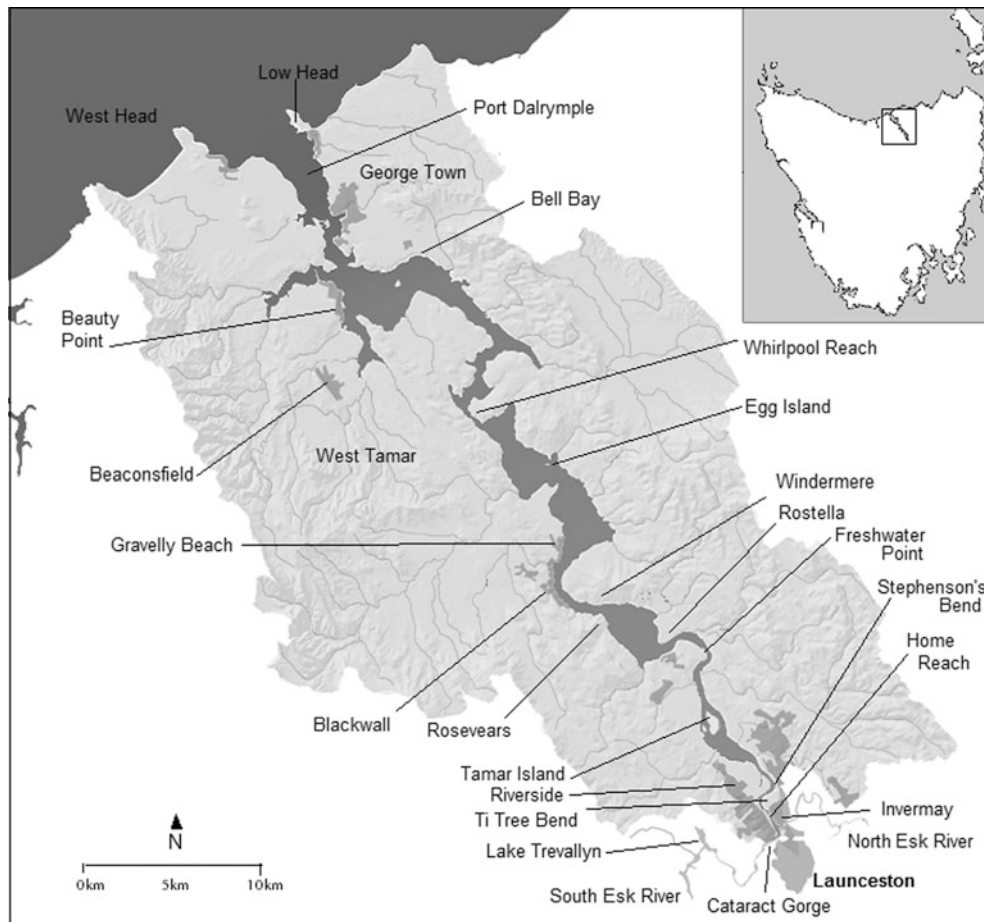 Low Head
West Head
Port Dalrymple
George Town
Bell Bay
Beauty
Point
Whirlpool Reach
Egg Island
Beaconsfield
West Tamar
Windermere
Rostella
Gravelly Beach
Freshwater
Point
Stephenson's
Bend
Home
Reach
Blackwall
Rosevears
Tamar Island
Riverside
Ti Tree Bend
Invermay
North Esk River
Lake Trevallyn
Launceston
South Esk River
Cataract Gorge
N
0km
5km
10km